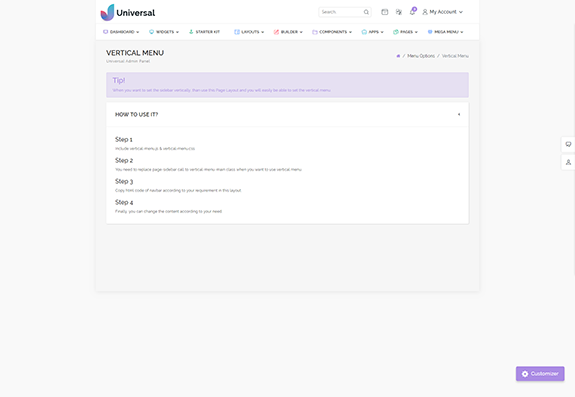 Universal
Search
My Account
DASHBOARD
WIDGETS
STARTER KIT
LAYOUTS
BUILDER
COMPONENTS
APPS
PAGES
MEGA MENU
VERTICAL MENU
Universal Admin Panel
/ Menu Options / Vertical Menu
Tip!
When you want to set the sidebar vertically, then use this Page Layout and you will easily be able to call the vertical menu.
HOW TO USE IT?
Step 1
Include vertical-menu.js & vertical-menu.css
Step 2
You need to replace page-sidebar call to vertical-menu-main class when you want to use vertical menu
Step 3
Copy html code of navbar according to your requirement in this layout
Step 4
Finally, you can change the content according to your need
Customizer